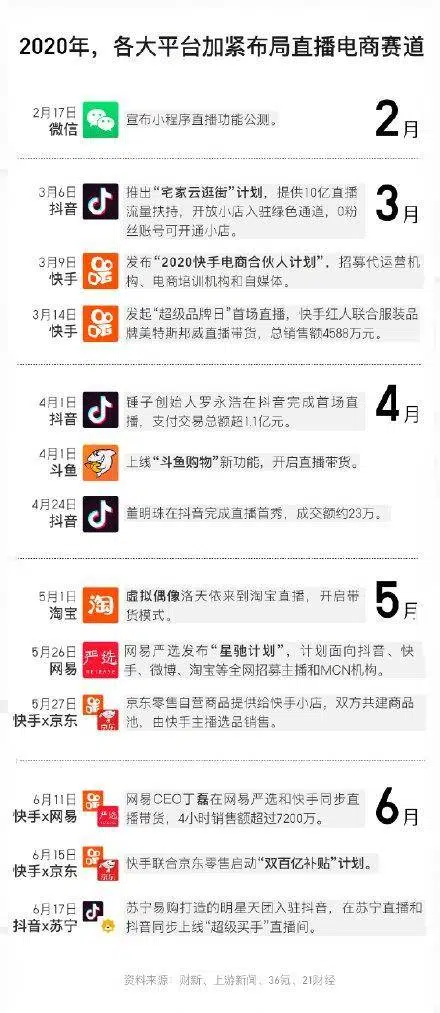 2020年，各大平台加紧布局直播电商赛道
2月
2月17日
微信
宣布小程序直播功能公测。
3月
3月6日
抖音
推出“宅家云逛街”计划，提供10亿直播
流量扶持，开放小店入驻绿色通道，0粉
丝账号可开通小店。
3月9日
快手
发布“2020快手电商合伙人计划”，招募代运营机
构、电商培训机构和自媒体。
3月14日
快手
发起“超级品牌日”首场直播，快手红人联合服装品
牌美特斯邦威直播带货，总销售额4588万元。
4月
4月1日
抖音
锤子创始人罗永浩在抖音完成首场直
播，支付交易总额超1.1亿元。
4月1日
斗鱼
上线“斗鱼购物”新功能，开启直播带货。
4月24日
抖音
董明珠在抖音完成直播首秀，成交额约23万。
5月
5月1日
淘宝
淘
虚拟偶像洛天依来到淘宝直播，开启带
货模式。
5月26日
网易
严选
NETEASE
网易严选发布“星驰计划”，计划面向抖音、快
手、微博、淘宝等全网招募主播和MCN机构。
5月27日
快手x京东
京东
京东零售自营商品提供给快手小店，双方共建商品
池，由快手主播选品销售。
6月
6月11日
快手x网易
严选
网易CEO丁磊在网易严选和快手同步直
播带货，4小时销售额超过7200万。
6月15日
快手x京东
京东
快手联合京东零售启动“双百亿补贴”计划。
6月17日
抖音x苏宁
苏宁易购打造的明星天团入驻抖音，在苏宁直播和
抖音同步上线“超级买手”直播间。
资料来源：财新、上游新闻、36氪、21财经